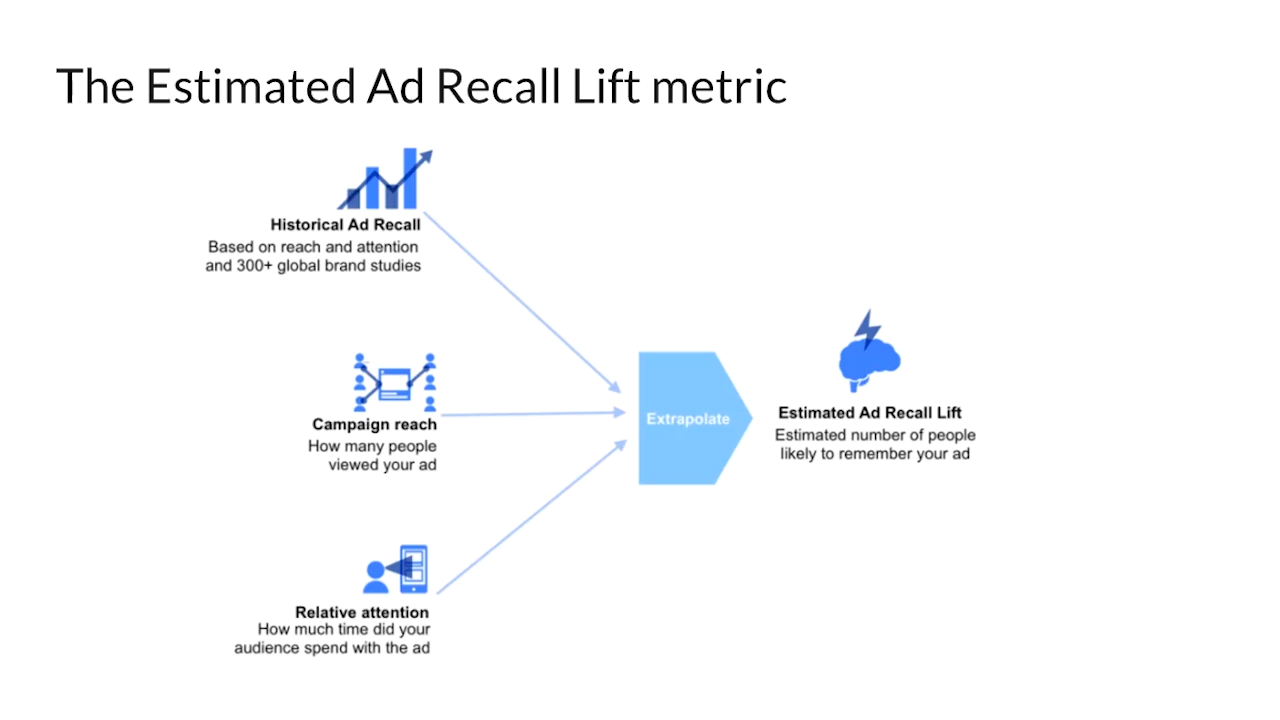 The Estimated Ad Recall Lift metric
Historical Ad Recall
Based on reach and attention
and 300+ global brand studies
Campaign reach
How many people
viewed your ad
Relative attention
How much time did your
audience spend with the ad
Extrapolate
Estimated Ad Recall Lift
Estimated number of people
likely to remember your ad